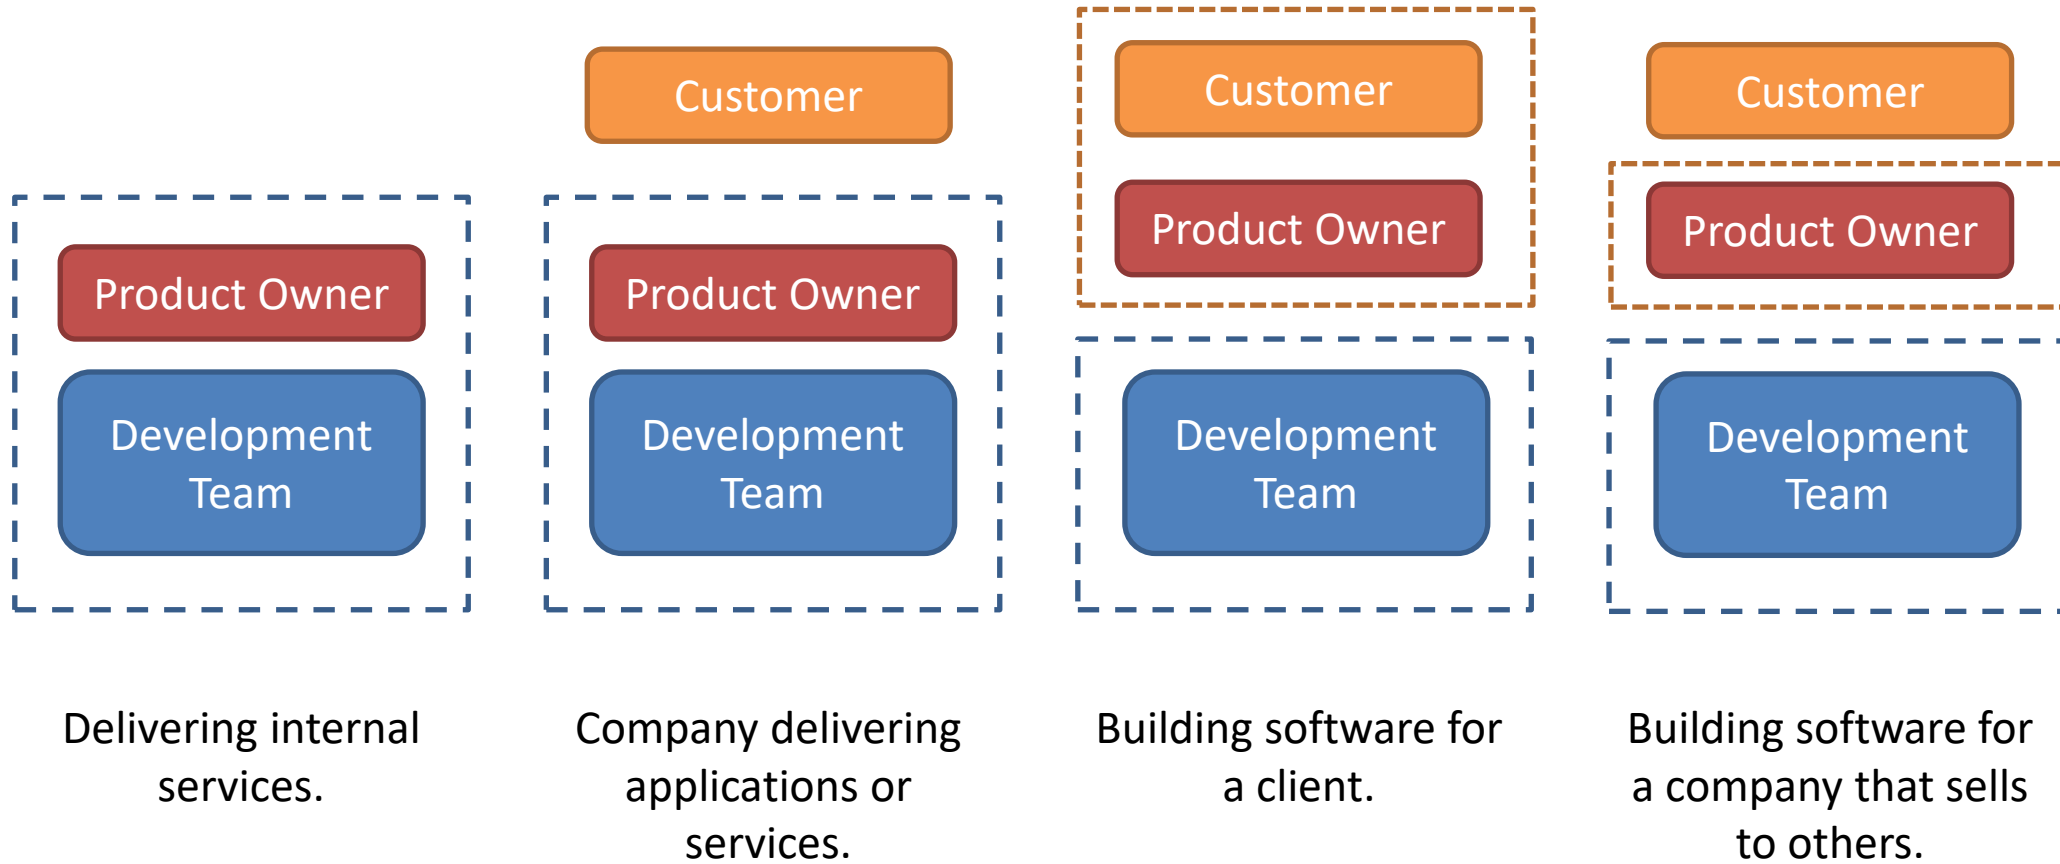 Product Owner
Development
Team
Delivering internal
services.
Customer
Product Owner
Development
Team
Company delivering
applications or
services.
Customer
Product Owner
Development
Team
Building software for
a client.
Customer
Product Owner
Development
Team
Building software for
a company that sells
to others.